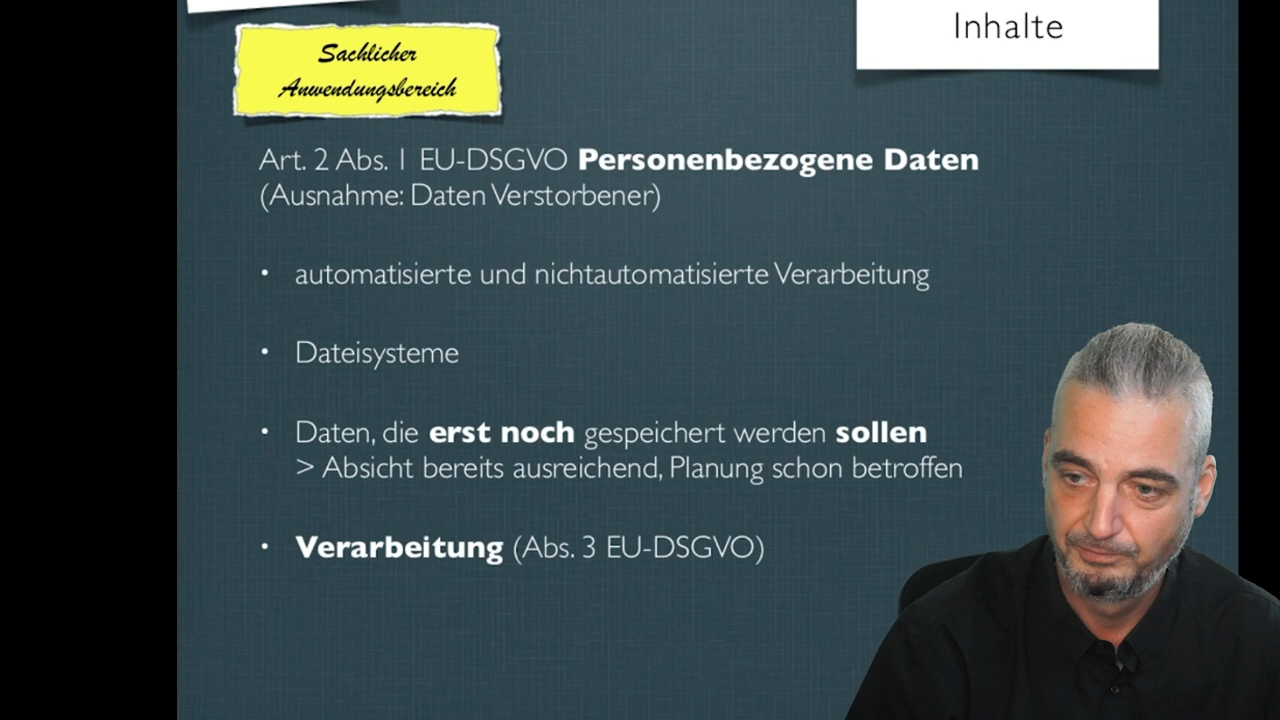 Inhalte
Sachlicher
Anwendungsbereich
Art. 2 Abs. 1 EU-DSGVO Personenbezogene Daten
(Ausnahme: Daten Verstorbener)
• automatisierte und nichtautomatisierte Verarbeitung
• Dateisysteme
• Daten, die erst noch gespeichert werden sollen
> Absicht bereits ausreichend, Planung schon betroffen
• Verarbeitung (Abs. 3 EU-DSGVO)